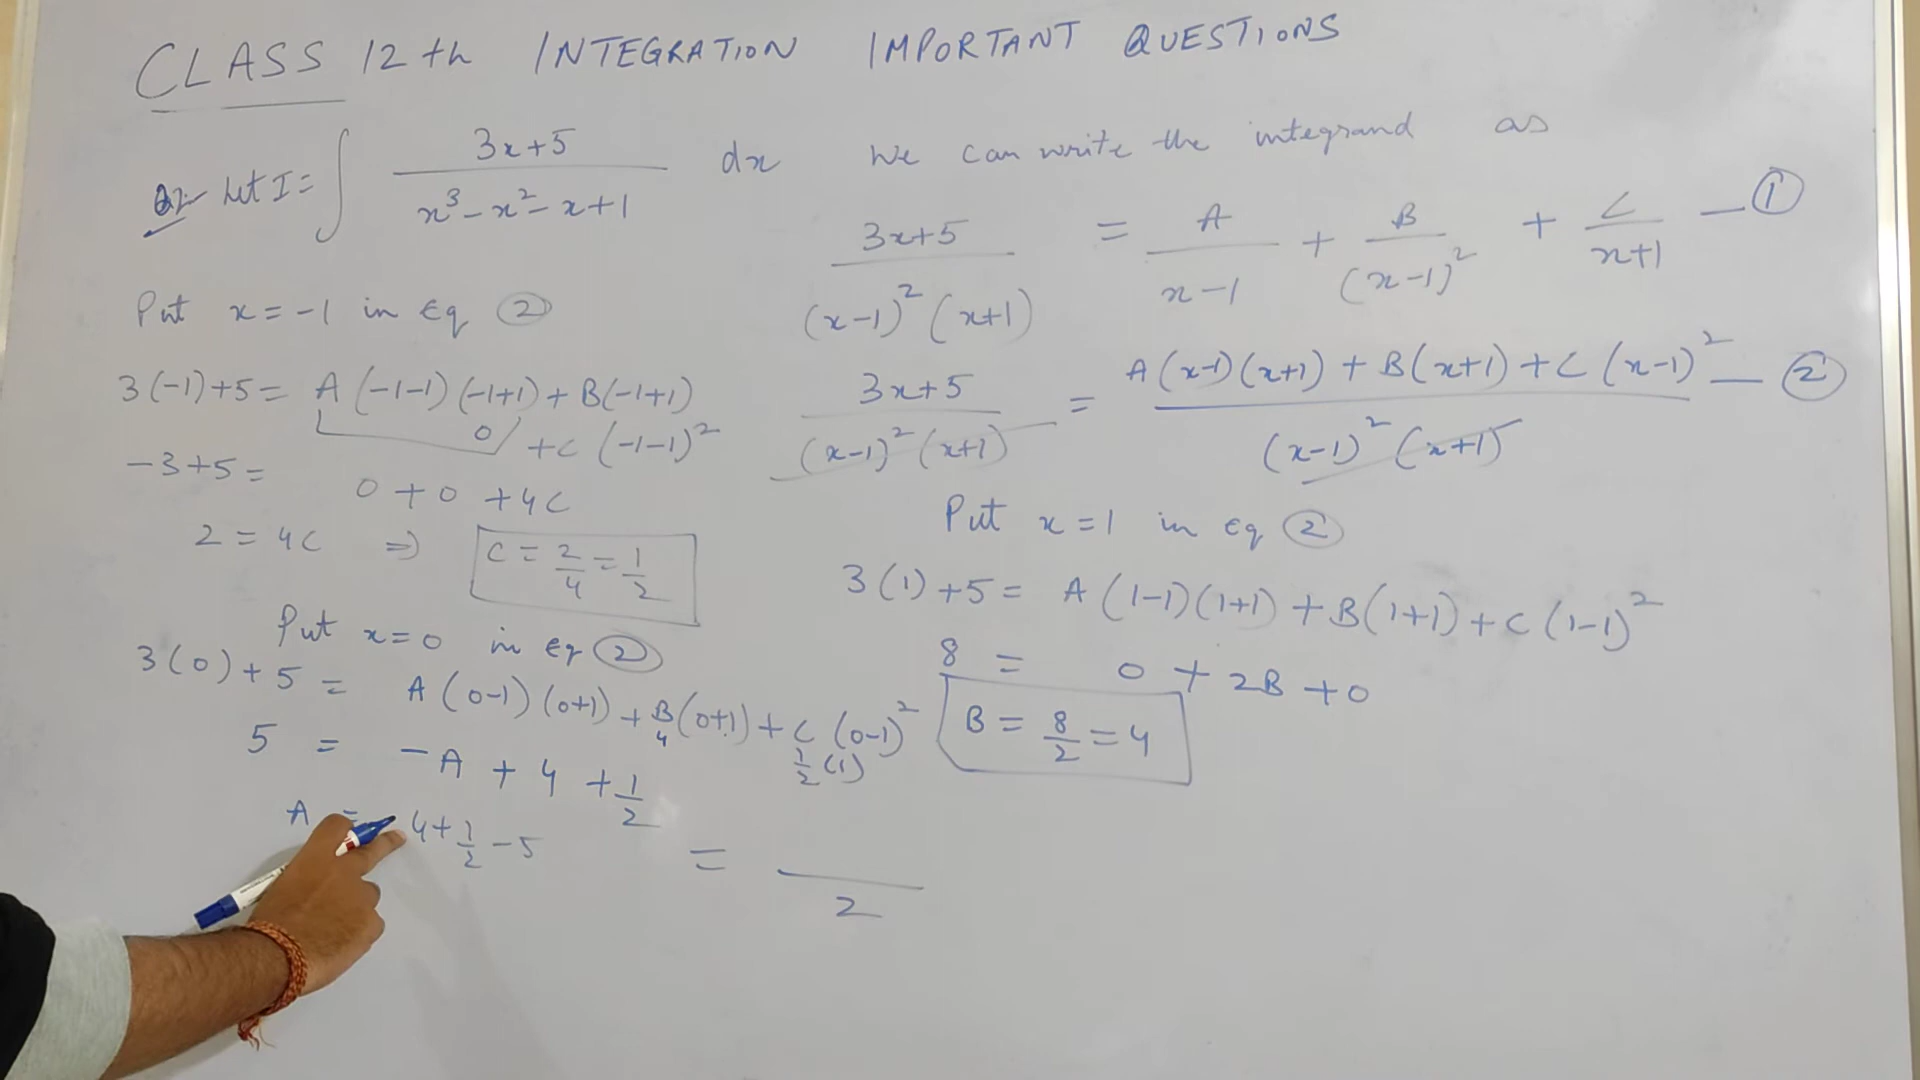 CLASS 12th INTEGRATION IMPORTANT QUESTIONS
Let I = ∫ (3x+5)/(x³-x²-x+1) dx We can write the integrand as
(3x+5)/((x-1)²(x+1)) = A/(x-1) + B/(x-1)² + C/(x+1) — ①
(3x+5)/((x-1)²(x+1)) = (A(x-1)(x+1) + B(x+1) + C(x-1)²)/((x-1)²(x+1)) — ②
Put x=1 in Eq ②
3(1)+5 = A(1-1)(1+1) + B(1+1) + C(1-1)²
8 = 0 + 2B + 0
B = 8/2 = 4
Put x = -1 in Eq ②
3(-1)+5 = A(-1-1)(-1+1) + B(-1+1)
0 + C(-1-1)²
-3+5 = 0 + 0 + 4C
2 = 4C ⇒ C = 2/4 = 1/2
Put x=0 in Eq ②
3(0)+5 = A(0-1)(0+1) + B(0+1) + C(0-1)²
4 1/2(1)
5 = -A + 4 + 1/2
A = 4 + 1/2 - 5 = /2